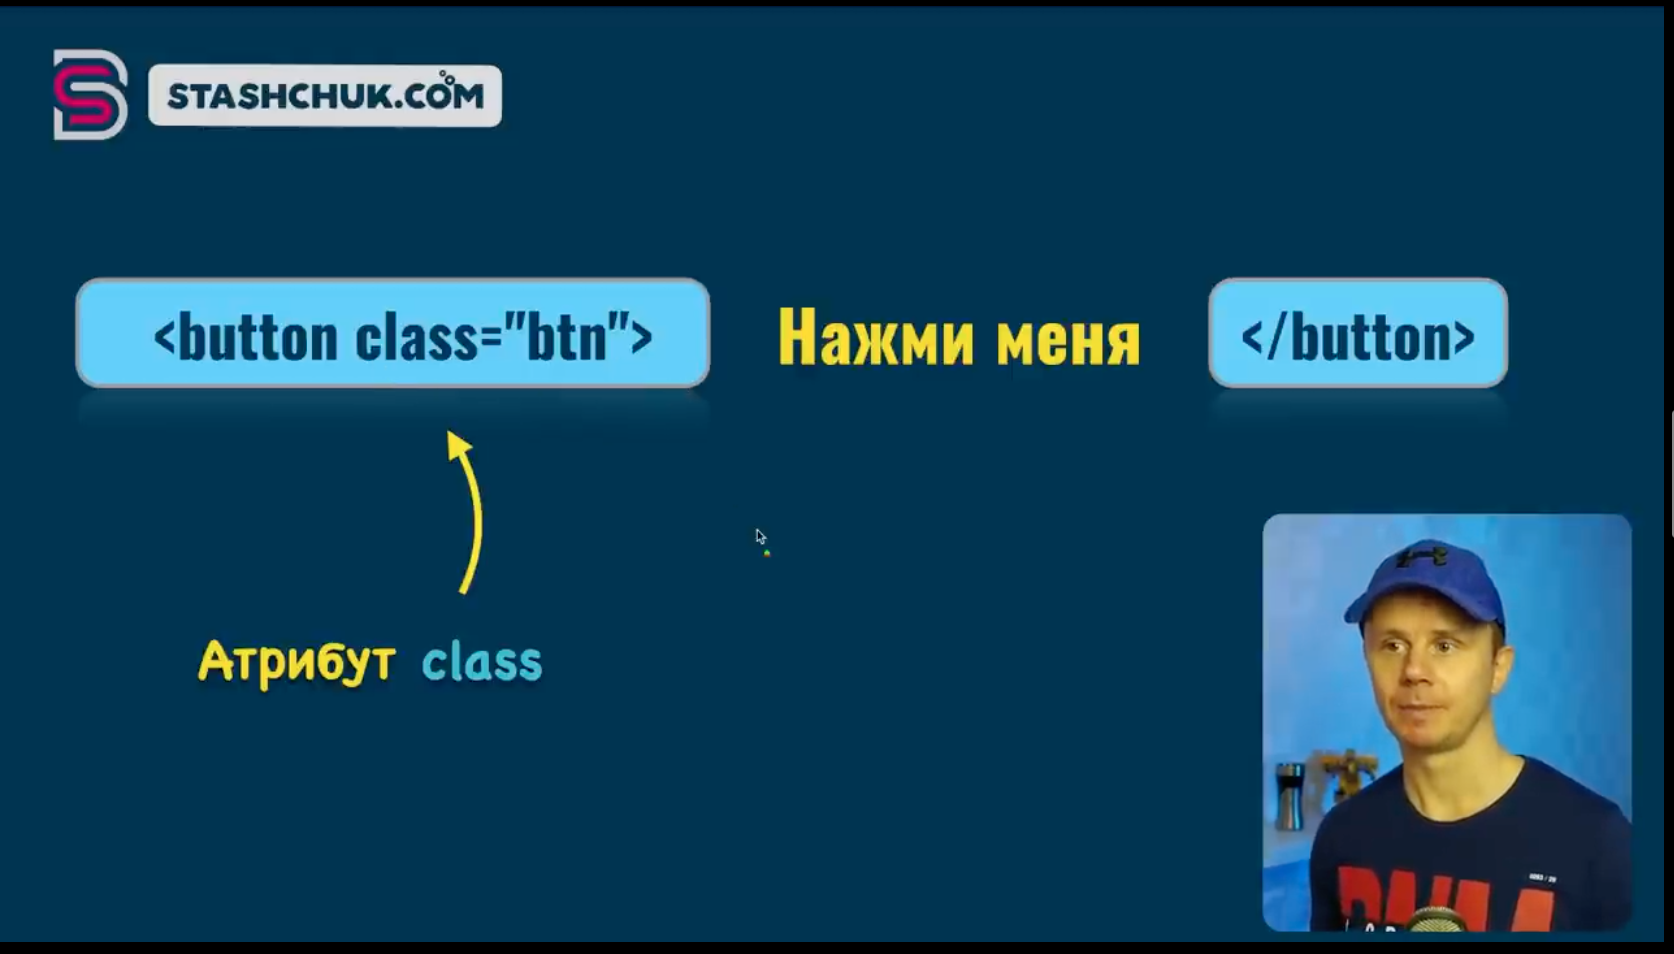 STASHCHUK.COM
<button class="btn"> Нажми меня </button>
Атрибут class